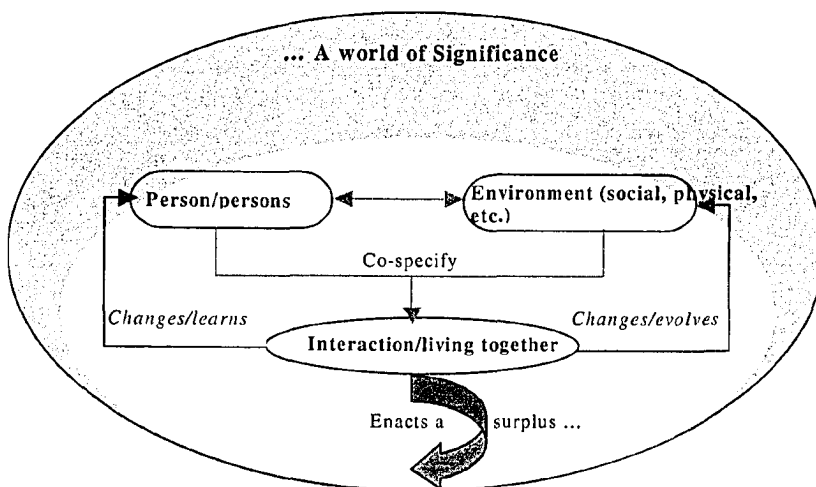 ... A world of Significance
Person/persons
Environment (social, physical,
etc.)
Co-specify
Changes/learns
Changes/evolves
Interaction/living together
Enacts a surplus ...